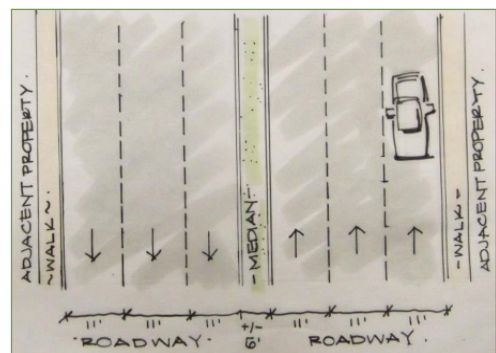 ADJACENT PROPERTY.
~WALK~.
-MEDIAN-
-WALK-
ADJACENT PROPERTY
11' 11' 11' +/- 6' 11' 11' 11'
ROADWAY. ROADWAY.